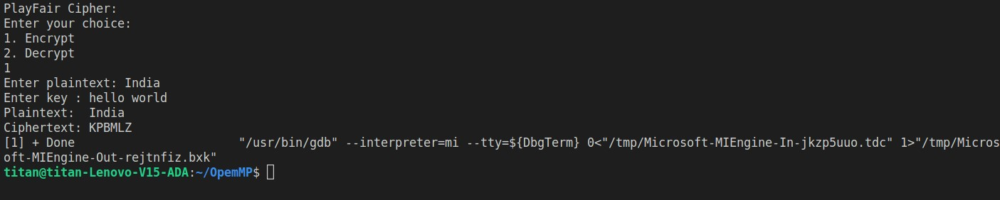 PlayFair Cipher:
Enter your choice:
1. Encrypt
2. Decrypt
1
Enter plaintext: India
Enter key : hello world
Plaintext:  India
Ciphertext: KPBMLZ
[1] + Done                       "/usr/bin/gdb" --interpreter=mi --tty=${DbgTerm} 0<"/tmp/Microsoft-MIEngine-In-jkzp5uuo.tdc" 1>"/tmp/Micros
oft-MIEngine-Out-rejtnfiz.bxk"
titan@titan-Lenovo-V15-ADA:~/OpemMP$